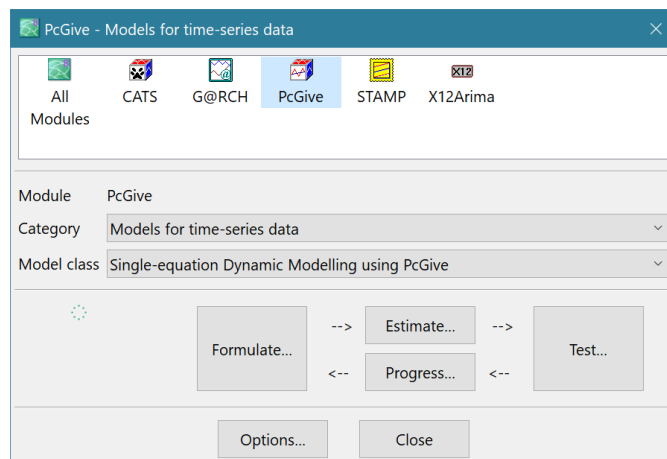 PcGive - Models for time-series data
X12
All Modules CATS G@RCH PcGive STAMP X12Arima
Module PcGive
Category Models for time-series data
Model class Single-equation Dynamic Modelling using PcGive
Formulate... --> Estimate... --> Test...
<-- Progress... <--
Options... Close